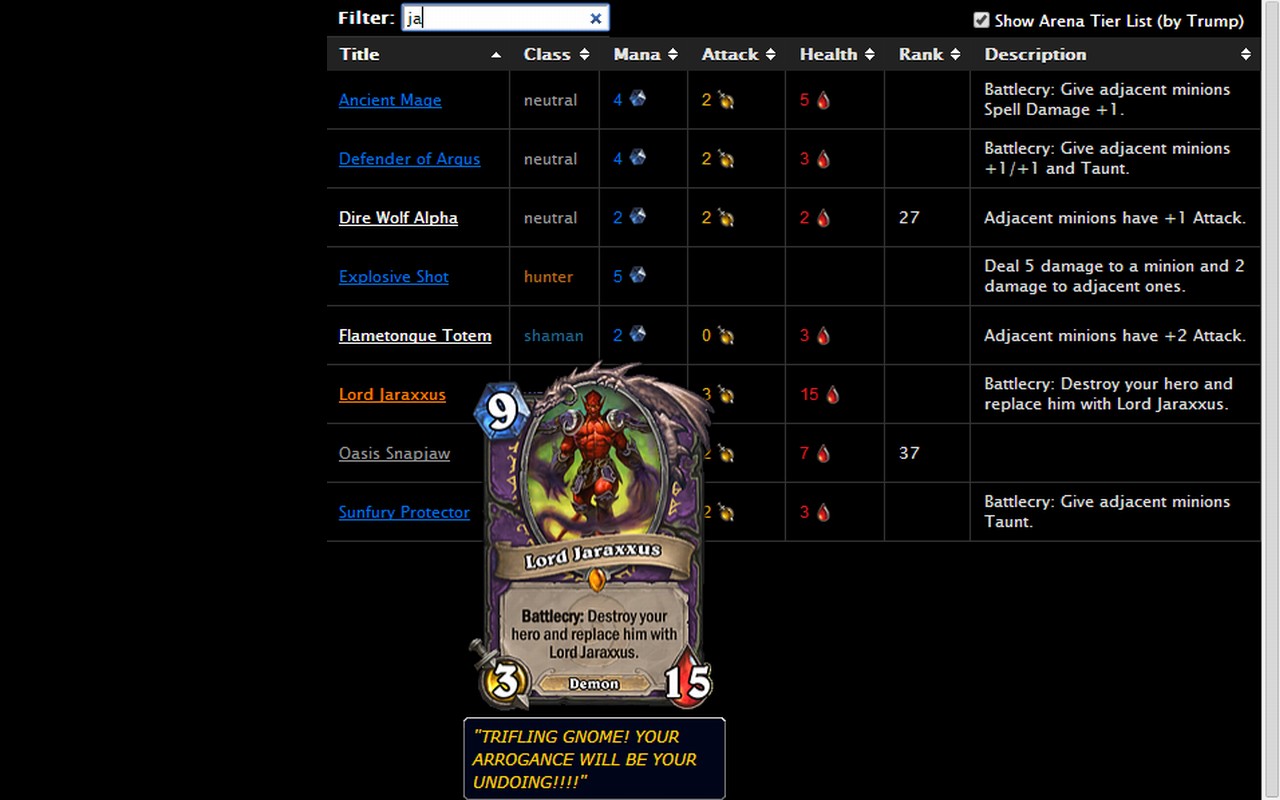 Filter: ja
Show Arena Tier List (by Trump)
Title Class Mana Attack Health Rank Description
Ancient Mage neutral 4 2 5 Battlecry: Give adjacent minions
Spell Damage +1.
Defender of Argus neutral 4 2 3 Battlecry: Give adjacent minions
+1/+1 and Taunt.
Dire Wolf Alpha neutral 2 2 2 27 Adjacent minions have +1 Attack.
Explosive Shot hunter 5 Deal 5 damage to a minion and 2
damage to adjacent ones.
Flametongue Totem shaman 2 0 3 Adjacent minions have +2 Attack.
Lord Jaraxxus 3 15 Battlecry: Destroy your hero and
replace him with Lord Jaraxxus.
Oasis Snapjaw 2 7 37
Sunfury Protector 2 3 Battlecry: Give adjacent minions
Taunt.
9
Lord Jaraxxus
Battlecry: Destroy your
hero and replace him with
Lord Jaraxxus.
3 Demon 15
"TRIFLING GNOME! YOUR
ARROGANCE WILL BE YOUR
UNDOING!!!!"